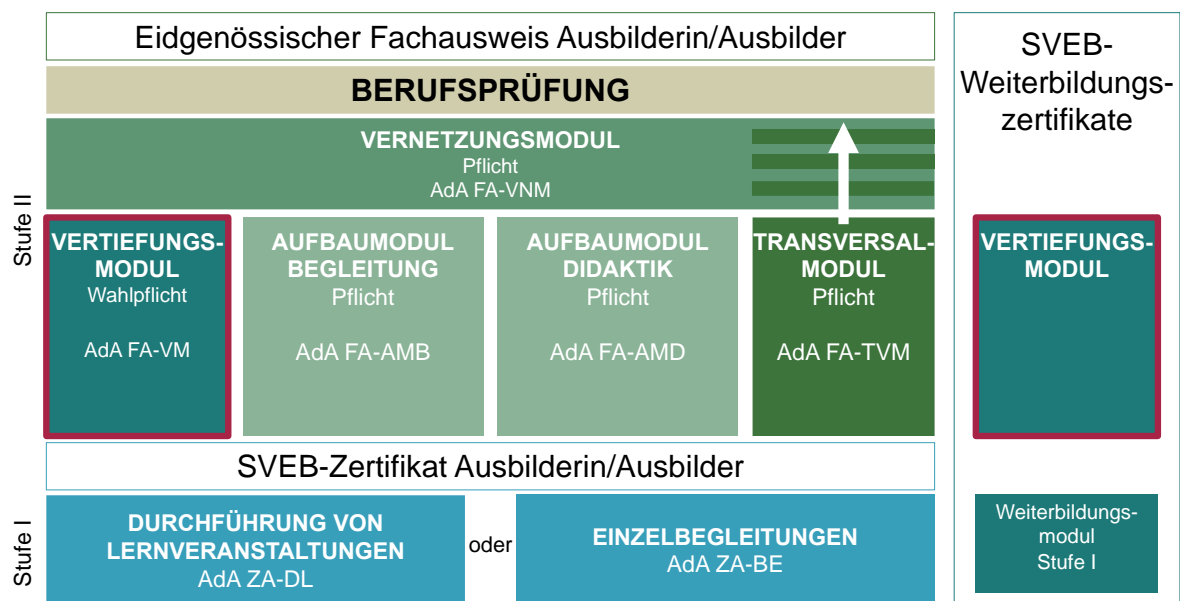 Eidgenössischer Fachausweis Ausbilderin/Ausbilder
BERUFSPRÜFUNG
VERNETZUNGSMODUL
Pflicht
AdA FA-VNM
Stufe II
VERTIEFUNGS-
MODUL
Wahlpflicht
AdA FA-VM
AUFBAUMODUL
BEGLEITUNG
Pflicht
AdA FA-AMB
AUFBAUMODUL
DIDAKTIK
Pflicht
AdA FA-AMD
TRANSVERSAL-
MODUL
Pflicht
AdA FA-TVM
SVEB-Zertifikat Ausbilderin/Ausbilder
Stufe I
DURCHFÜHRUNG VON
LERNVERANSTALTUNGEN
AdA ZA-DL
oder
EINZELBEGLEITUNGEN
AdA ZA-BE
SVEB-
Weiterbildungs-
zertifikate
VERTIEFUNGS-
MODUL
Weiterbildungs-
modul
Stufe I